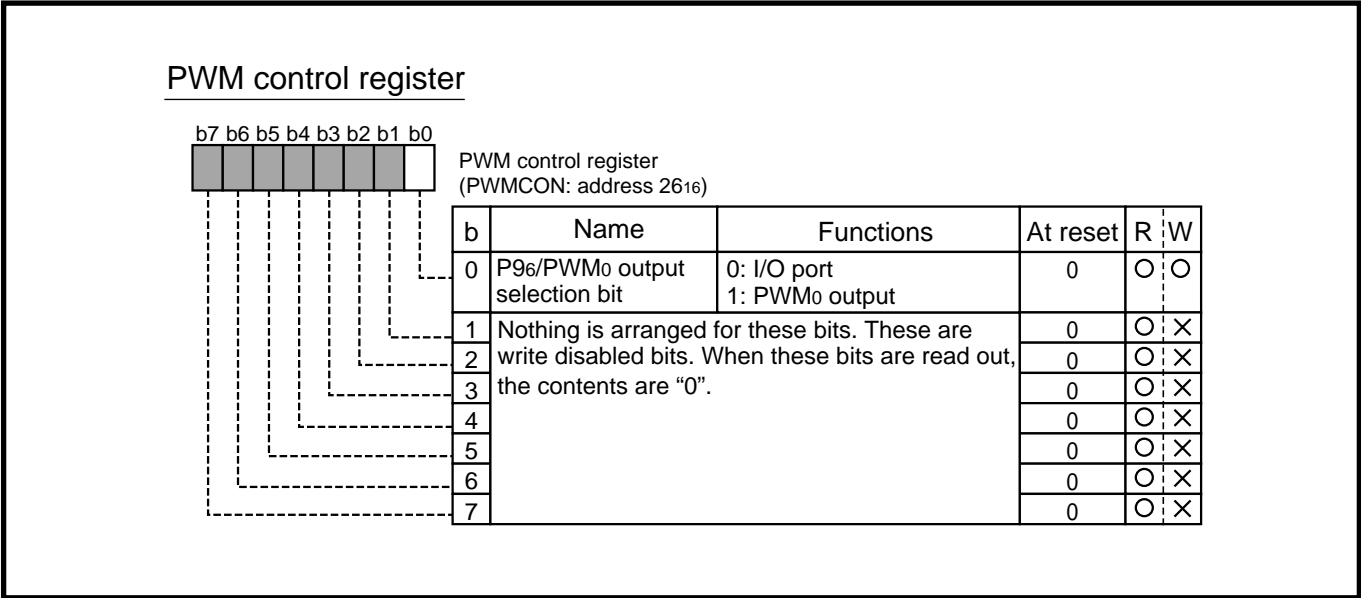 PWM control register
b7 b6 b5 b4 b3 b2 b1 b0
PWM control register
(PWMCON: address 2616)
b Name Functions At reset R W
0 P96/PWM0 output selection bit 0: I/O port 1: PWM0 output 0 O O
1 Nothing is arranged for these bits. These are 0 O ×
2 write disabled bits. When these bits are read out, 0 O ×
3 the contents are “0”. 0 O ×
4 0 O ×
5 0 O ×
6 0 O ×
7 0 O ×